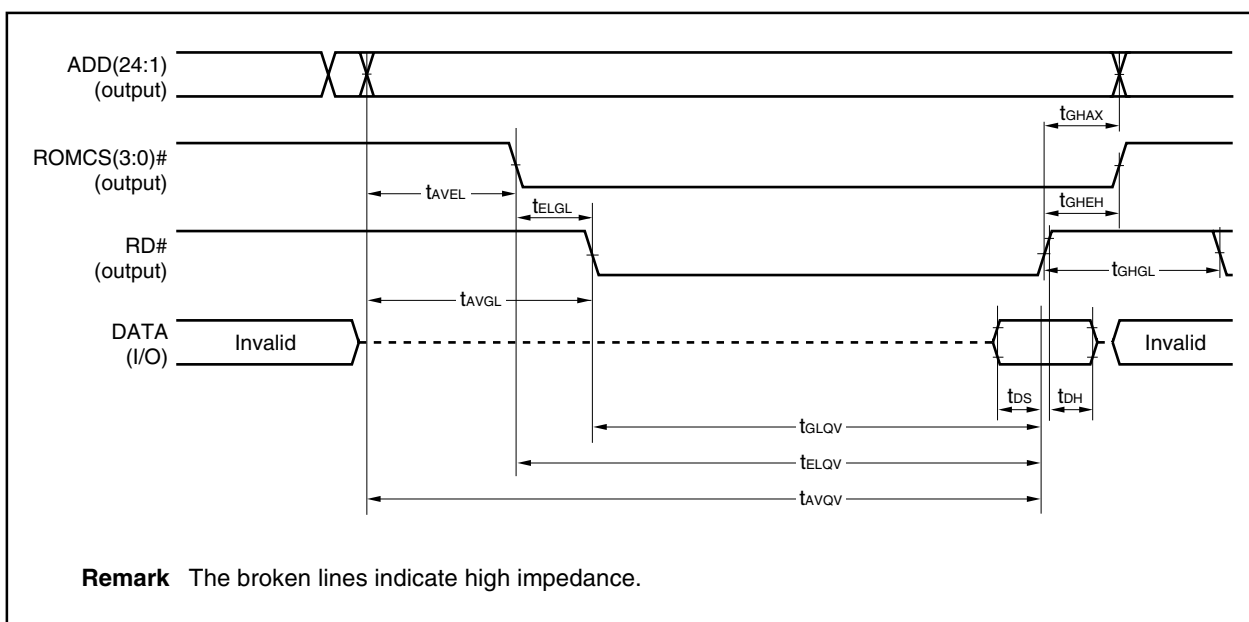 ADD(24:1)
(output)
tGHAX
ROMCS(3:0)#
(output)
tAVEL
tELGL
tGHEH
RD#
(output)
tGHGL
tAVGL
DATA
(I/O)
Invalid
Invalid
tDS
tDH
tGLQV
tELQV
tAVQV
Remark The broken lines indicate high impedance.